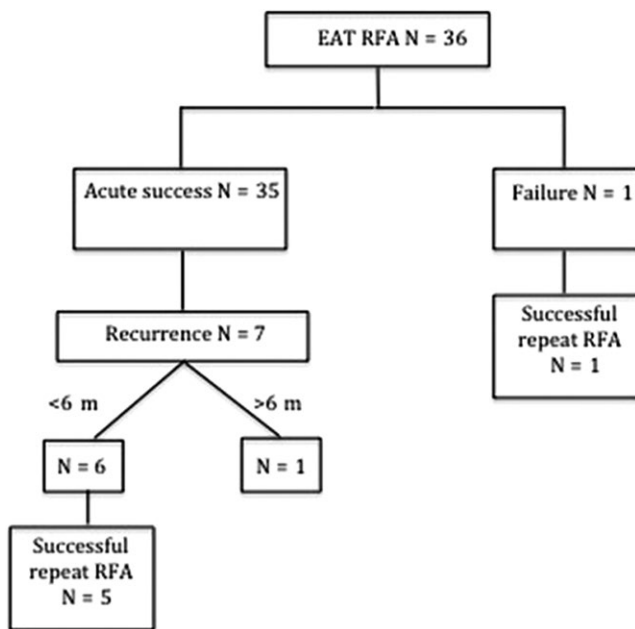 EAT RFA N = 36
Acute success N = 35
Failure N = 1
Recurrence N = 7
Successful
repeat RFA
N = 1
<6 m
>6 m
N = 6
N = 1
Successful
repeat RFA
N = 5